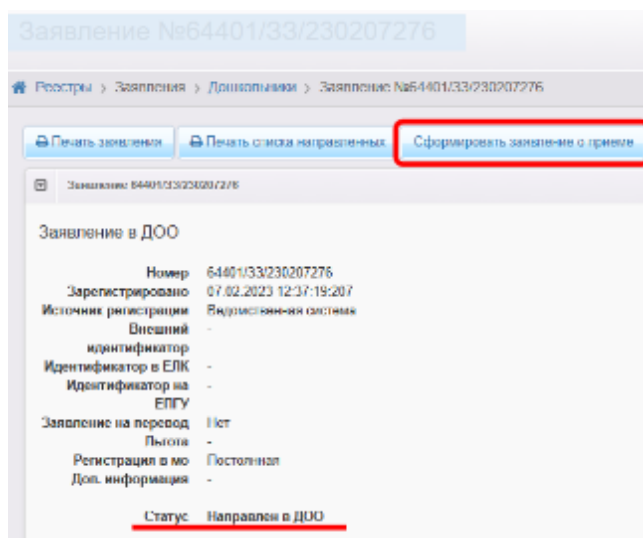 Заявление №64401/33/230207276
Реестры > Заявления > Дошкольники > Заявление №64401/33/230207276
Печать заявления Печать списка направленных Сформировать заявление о приеме
Заявление 64401/33/230207276
Заявление в ДОО
Номер 64401/33/230207276
Зарегистрировано 07.02.2023 12:37:19:207
Источник регистрации Ведомственная система
Внешний -
идентификатор
Идентификатор в ЕЛК -
Идентификатор на -
ЕПГУ
Заявление на перевод Нет
Льгота -
Регистрация в мо Постоянная
Доп. информация -
Статус Направлен в ДОО